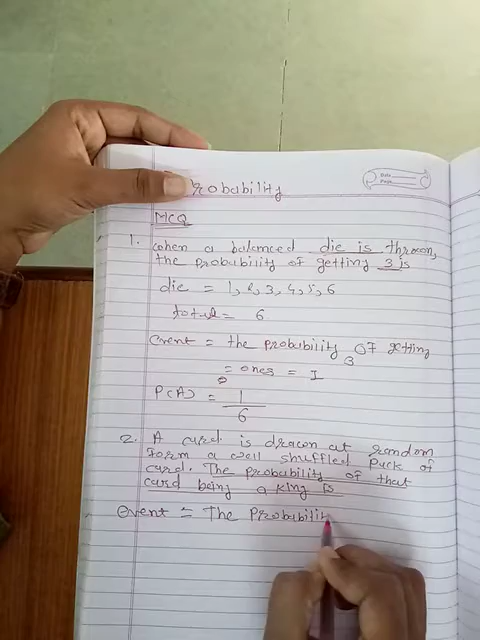 Probability
Date
Page
MCQ
1. When a balanced die is thrown,
the probability of getting 3 is
die = 1, 2, 3, 4, 5, 6
total = 6
event = the probability of getting
3
= ones = 1
P(A) = 1
6
2. A card is drawn at random
form a well shuffled pack of
card. The probability of that
card being a king is
event = The Probabilit